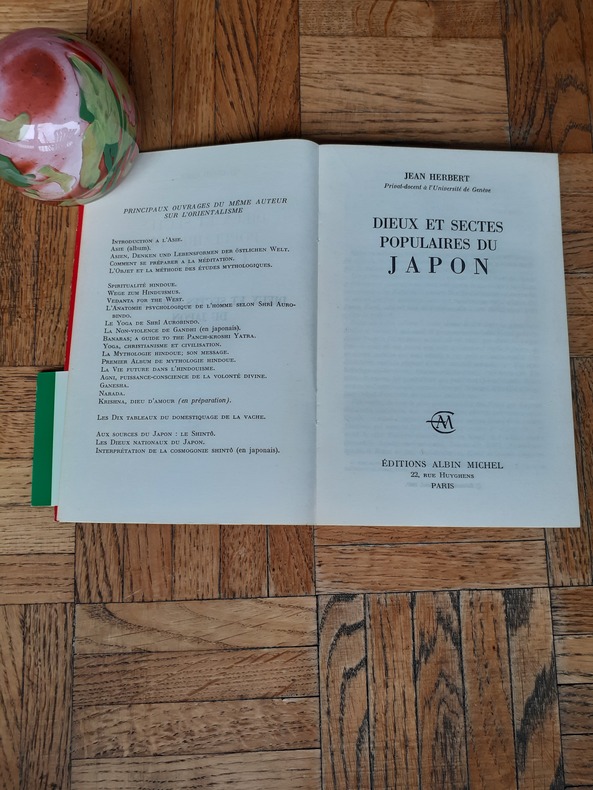 PRINCIPAUX OUVRAGES DU MÊME AUTEUR
SUR L'ORIENTALISME
Introduction a l'Asie.
Asie (album).
Asien, Denken und Lebensformen der östlichen Welt.
Comment se préparer a la méditation.
L'Objet et la méthode des études mythologiques.
Spiritualité hindoue.
Wege zum Hinduismus.
Vedanta for the West.
L'Anatomie psychologique de l'homme selon Shrî Auro-
bindo.
Le Yoga de Shrî Aurobindo.
La Non-violence de Gandhi (en japonais).
Banaras; a guide to the Panch-kroshi Yatra.
Yoga, christianisme et civilisation.
La Mythologie hindoue; son message.
Premier Album de mythologie hindoue.
La Vie future dans l'hindouisme.
Agni, puissance-conscience de la volonté divine.
Ganesha.
Narada.
Krishna, dieu d'amour (en préparation).
Les Dix tableaux du domestiquage de la vache.
Aux sources du Japon : le Shintô.
Les Dieux nationaux du Japon.
Interprétation de la cosmogonie shintô (en japonais).
JEAN HERBERT
Privat-docent à l'Université de Genève
DIEUX ET SECTES
POPULAIRES DU
JAPON
AM
ÉDITIONS ALBIN MICHEL
22, RUE HUYGHENS
PARIS